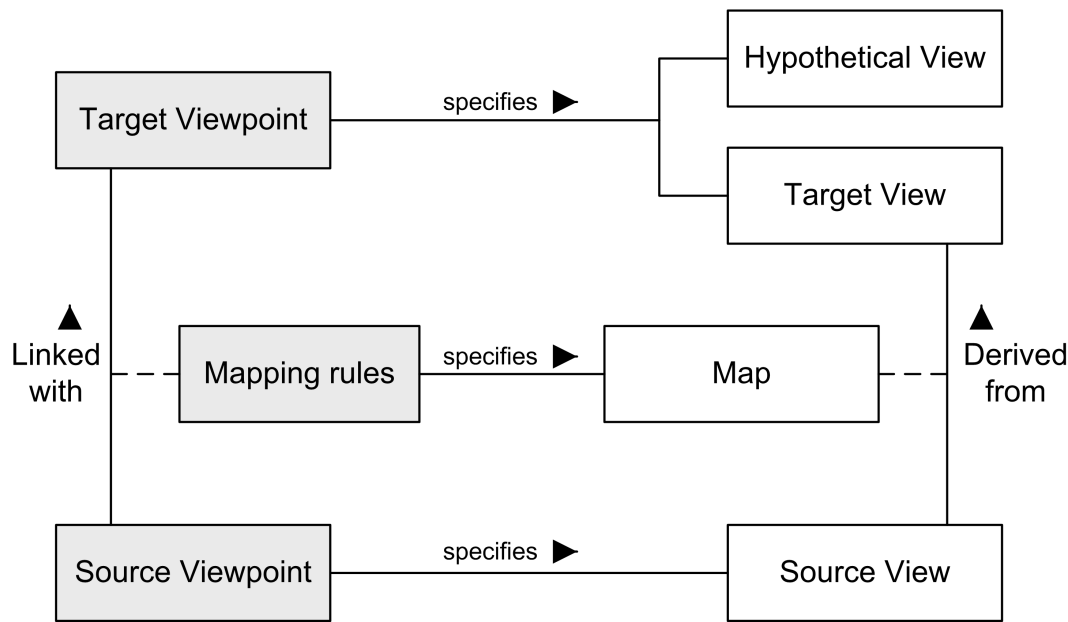 Hypothetical View
specifies
Target Viewpoint
Target View
Linked
with
Mapping rules
specifies
Map
Derived
from
specifies
Source Viewpoint
Source View